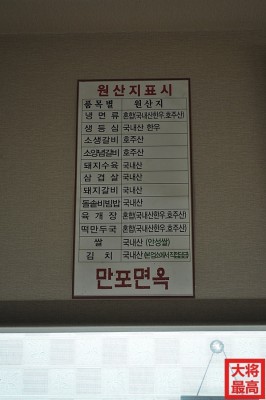 원산지표시
품목별 원산지
냉면류 혼합(국내산한우,호주산)
생등심 국내산 한우
소생갈비 호주산
소양념갈비 호주산
돼지수육 국내산
삼겹살 국내산
돼지갈비 국내산
돌솥비빔밥 국내산
육개장 혼합(국내산한우,호주산)
떡만두국 혼합(국내산한우,호주산)
쌀 국내산 (안성쌀)
김치 국내산
만포면옥
大将
最高